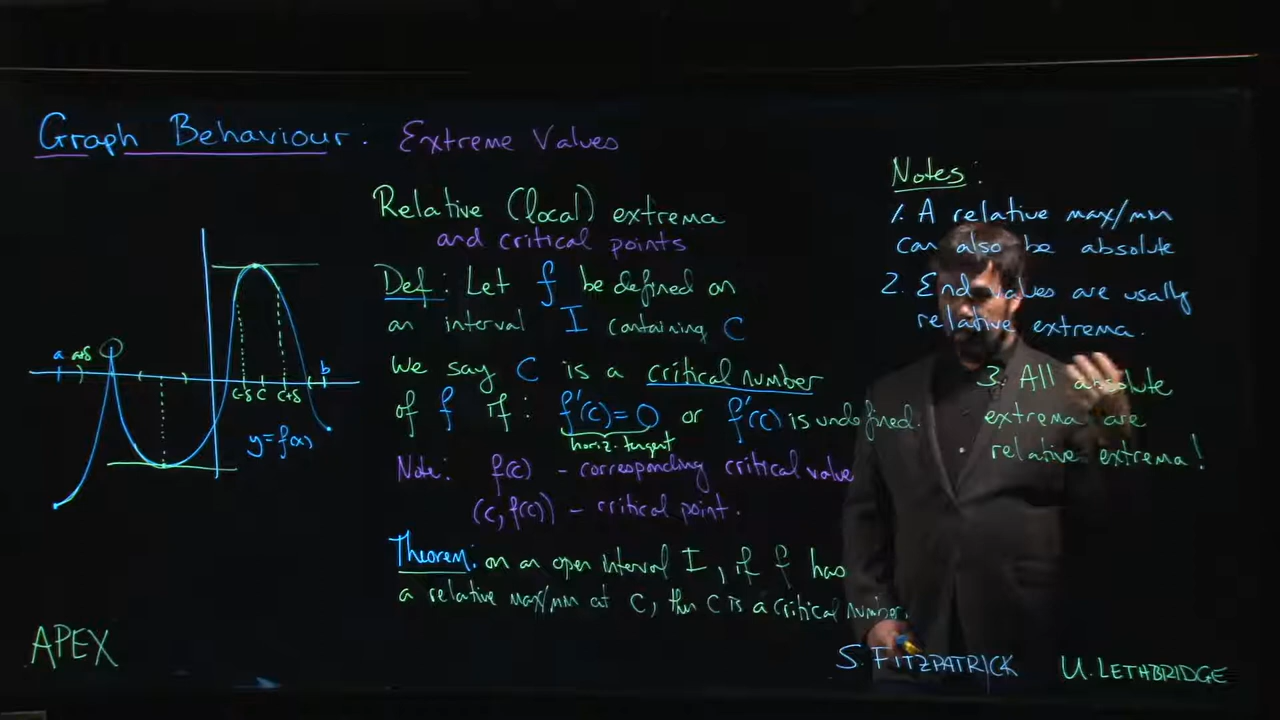 Graph Behaviour: Extreme Values
Relative (local) extrema
and critical points
Def: Let f be defined on
an interval I containing C
We say C is a critical number
of f if: f'(c)=0 or f'(c) is undefined.
horiz. tangent
Note: f(c) - corresponding critical value
(c, f(c)) - critical point.
Theorem: on an open interval I, if f has
a relative max/min at C, then C is a critical number.
a a+δ c-δ c c+δ b
y=f(x)
Notes:
1. A relative max/min
can also be absolute
2. End values are usally
relative extrema.
3. All absolute
extrema are
relative extrema!
APEX
S. FITZPATRICK U. LETHBRIDGE